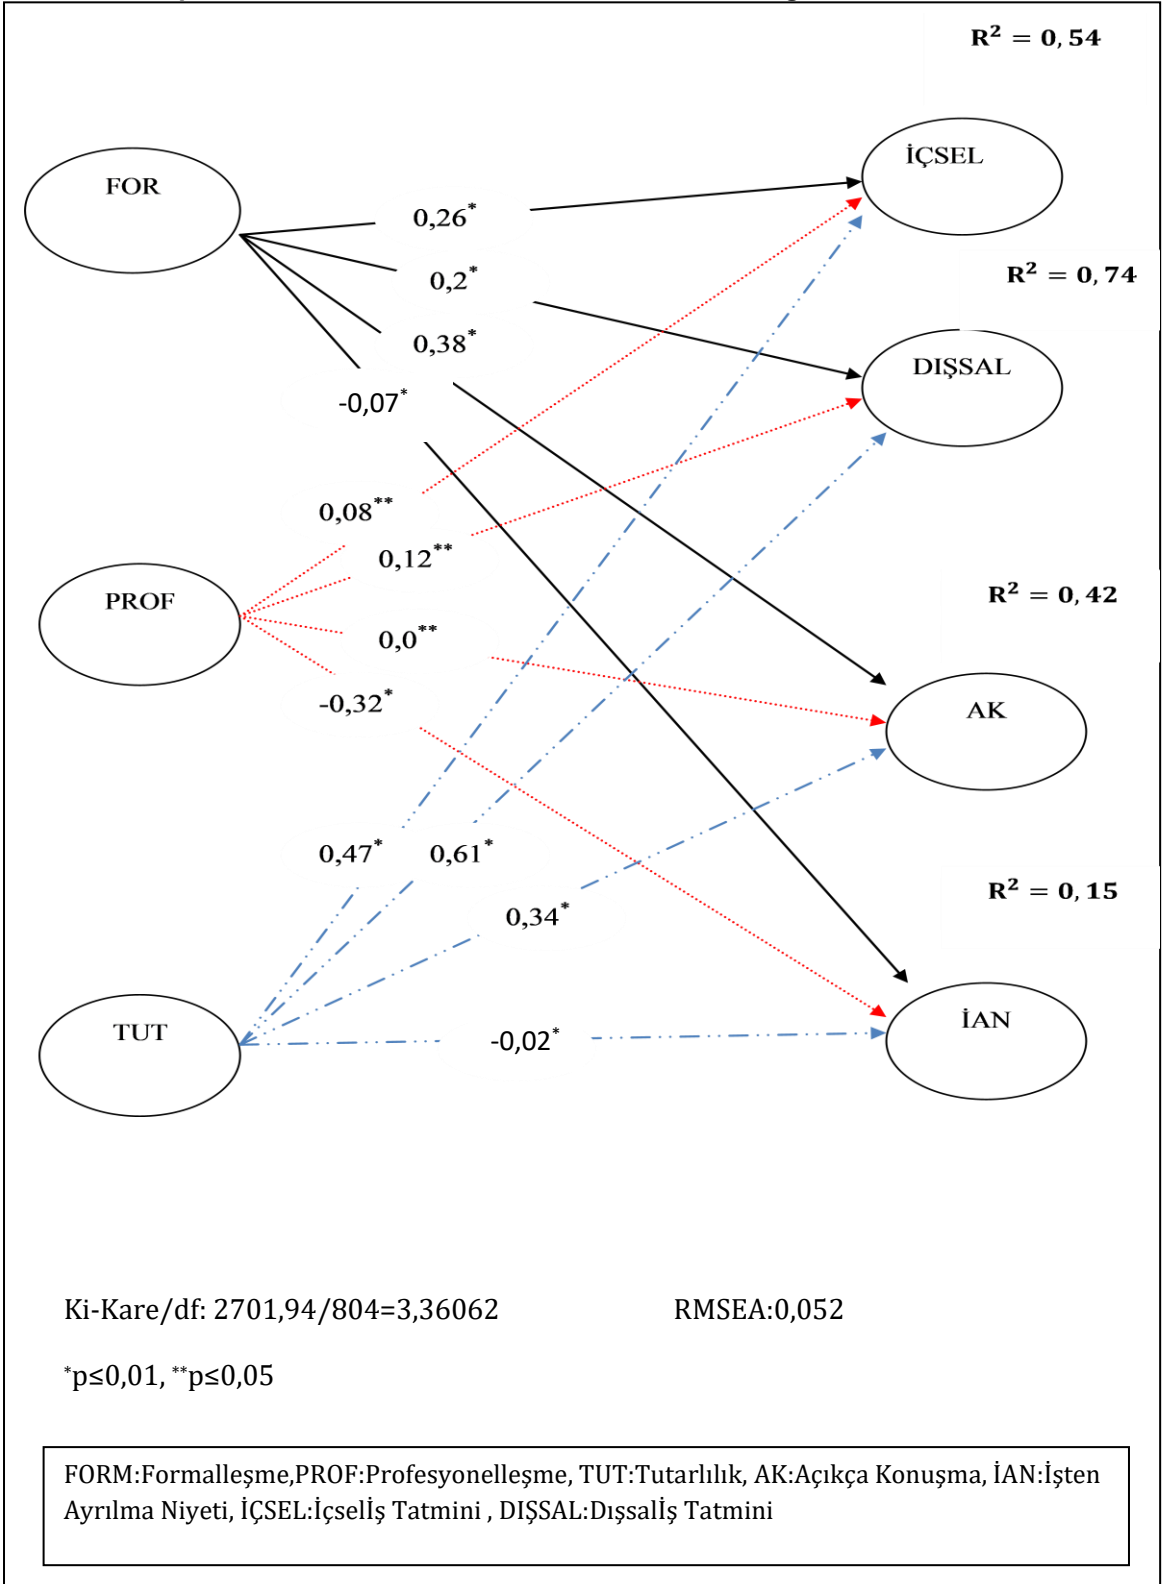 R² = 0,54
FOR
İÇSEL
0,26*
R² = 0,74
0,2*
0,38*
DIŞSAL
-0,07*
0,08**
0,12**
PROF
R² = 0,42
0,0**
-0,32*
AK
0,47*
0,61*
R² = 0,15
0,34*
TUT
İAN
-0,02*
Ki-Kare/df: 2701,94/804=3,36062 RMSEA:0,052
*p≤0,01, **p≤0,05
FORM:Formalleşme,PROF:Profesyonelleşme, TUT:Tutarlılık, AK:Açıkça Konuşma, İAN:İşten
Ayrılma Niyeti, İÇSEL:İçselİş Tatmini , DIŞSAL:Dışsalİş Tatmini